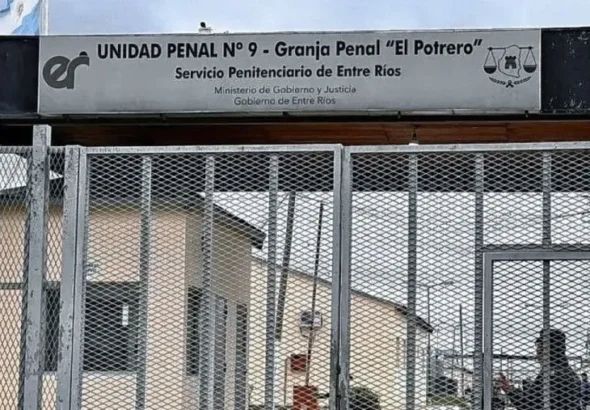 er
UNIDAD PENAL Nº 9 - Granja Penal "El Potrero"
Servicio Penitenciario de Entre Ríos
Ministerio de Gobierno y Justicia
Gobierno de Entre Ríos